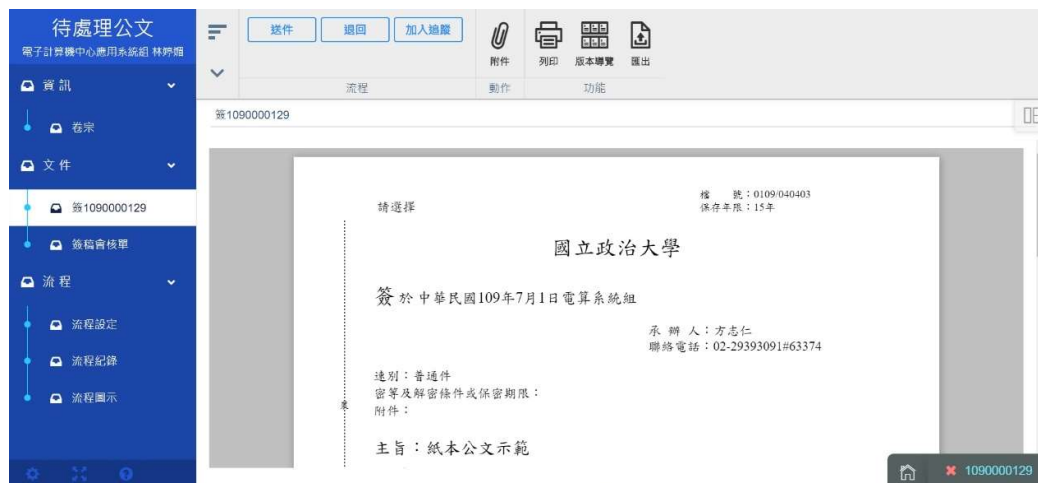 待處理公文
電子計算機中心應用系統組 林婷媚
資訊
卷宗
文件
簽1090000129
簽稿會核單
流程
流程設定
流程紀錄
流程圖示
送件 退回 加入追蹤
流程
附件
動作
列印 版本導覽 匯出
功能
簽1090000129
請選擇
檔 號：0109/040403
保存年限：15年
國立政治大學
簽 於 中華民國109年7月1日電算系統組
承 辦 人：方志仁
聯絡電話：02-29393091#63374
速別：普通件
密等及解密條件或保密期限：
附件：
主旨：紙本公文示範
1090000129